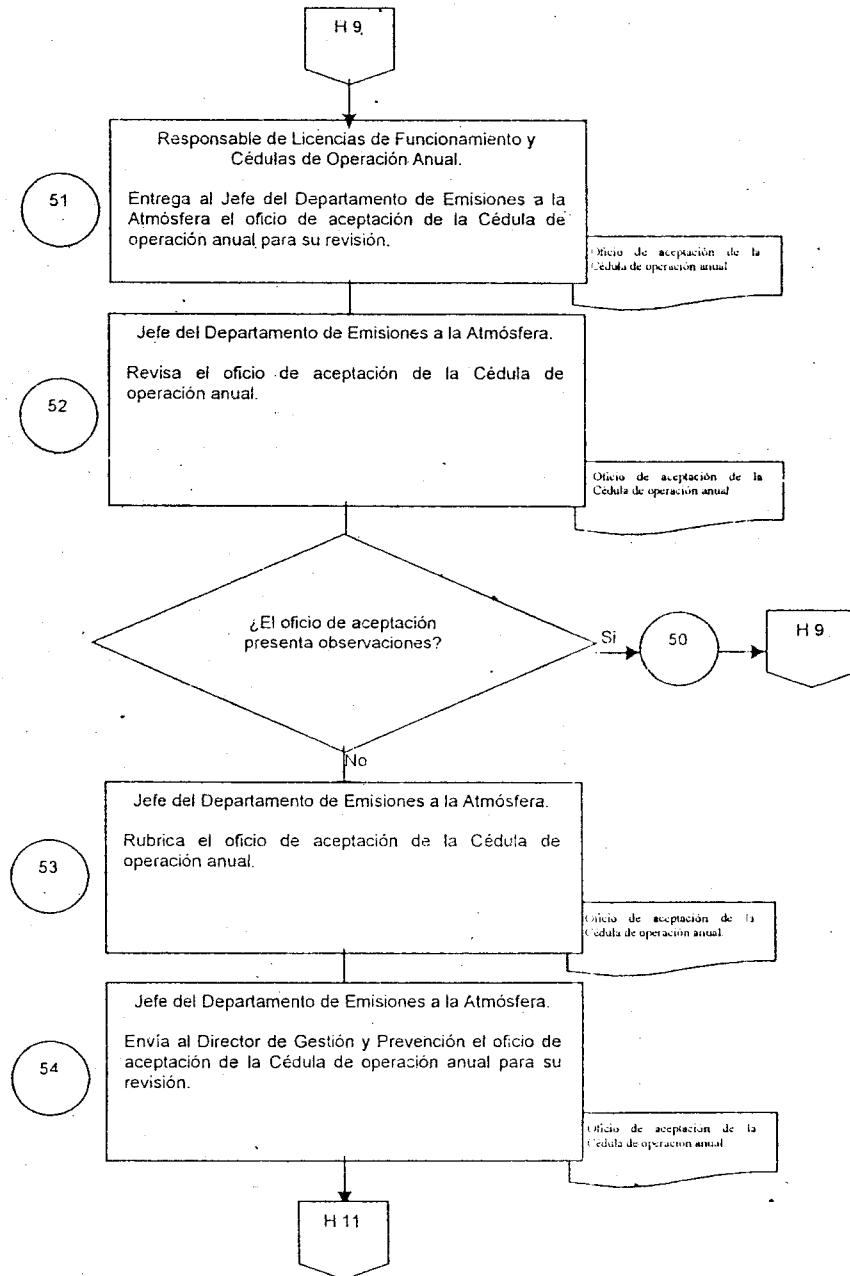 H 9
Responsable de Licencias de Funcionamiento y
Cédulas de Operación Anual.
51
Entrega al Jefe del Departamento de Emisiones a la
Atmósfera el oficio de aceptación de la Cédula de
operación anual para su revisión.
Oficio de aceptación de la
Cédula de operación anual
Jefe del Departamento de Emisiones a la Atmósfera.
52
Revisa el oficio de aceptación de la Cédula de
operación anual.
Oficio de aceptación de la
Cédula de operación anual
¿El oficio de aceptación
presenta observaciones?
Si
50
H 9
No
Jefe del Departamento de Emisiones a la Atmósfera.
53
Rubrica el oficio de aceptación de la Cédula de
operación anual.
Oficio de aceptación de la
Cédula de operación anual.
Jefe del Departamento de Emisiones a la Atmósfera.
54
Envía al Director de Gestión y Prevención el oficio de
aceptación de la Cédula de operación anual para su
revisión.
Oficio de aceptación de la
Cédula de operación anual
H 11